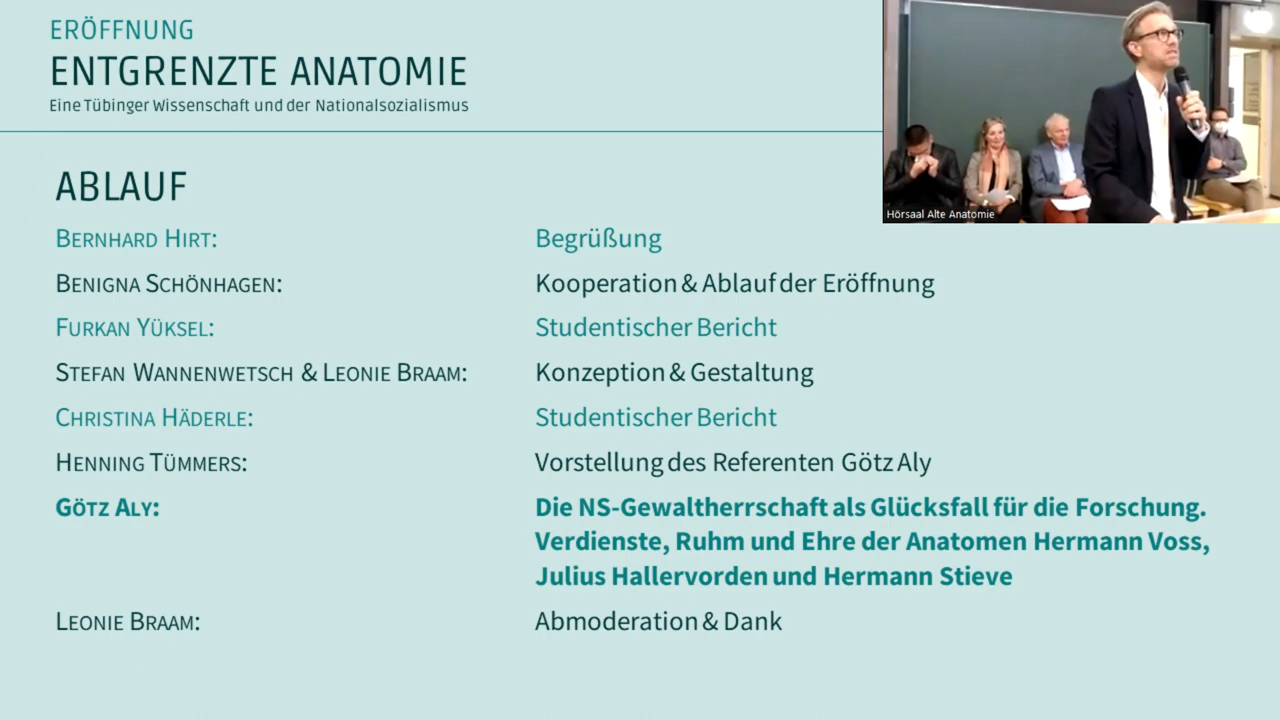 ERÖFFNUNG
ENTGRENZTE ANATOMIE
Eine Tübinger Wissenschaft und der Nationalsozialismus
Hörsaal Alte Anatomie
ABLAUF
BERNHARD HIRT: Begrüßung
BENIGNA SCHÖNHAGEN: Kooperation & Ablauf der Eröffnung
FURKAN YÜKSEL: Studentischer Bericht
STEFAN WANNENWETSCH & LEONIE BRAAM: Konzeption & Gestaltung
CHRISTINA HÄDERLE: Studentischer Bericht
HENNING TÜMMERS: Vorstellung des Referenten Götz Aly
GÖTZ ALY: Die NS-Gewaltherrschaft als Glücksfall für die Forschung.
Verdienste, Ruhm und Ehre der Anatomen Hermann Voss,
Julius Hallervorden und Hermann Stieve
LEONIE BRAAM: Abmoderation & Dank